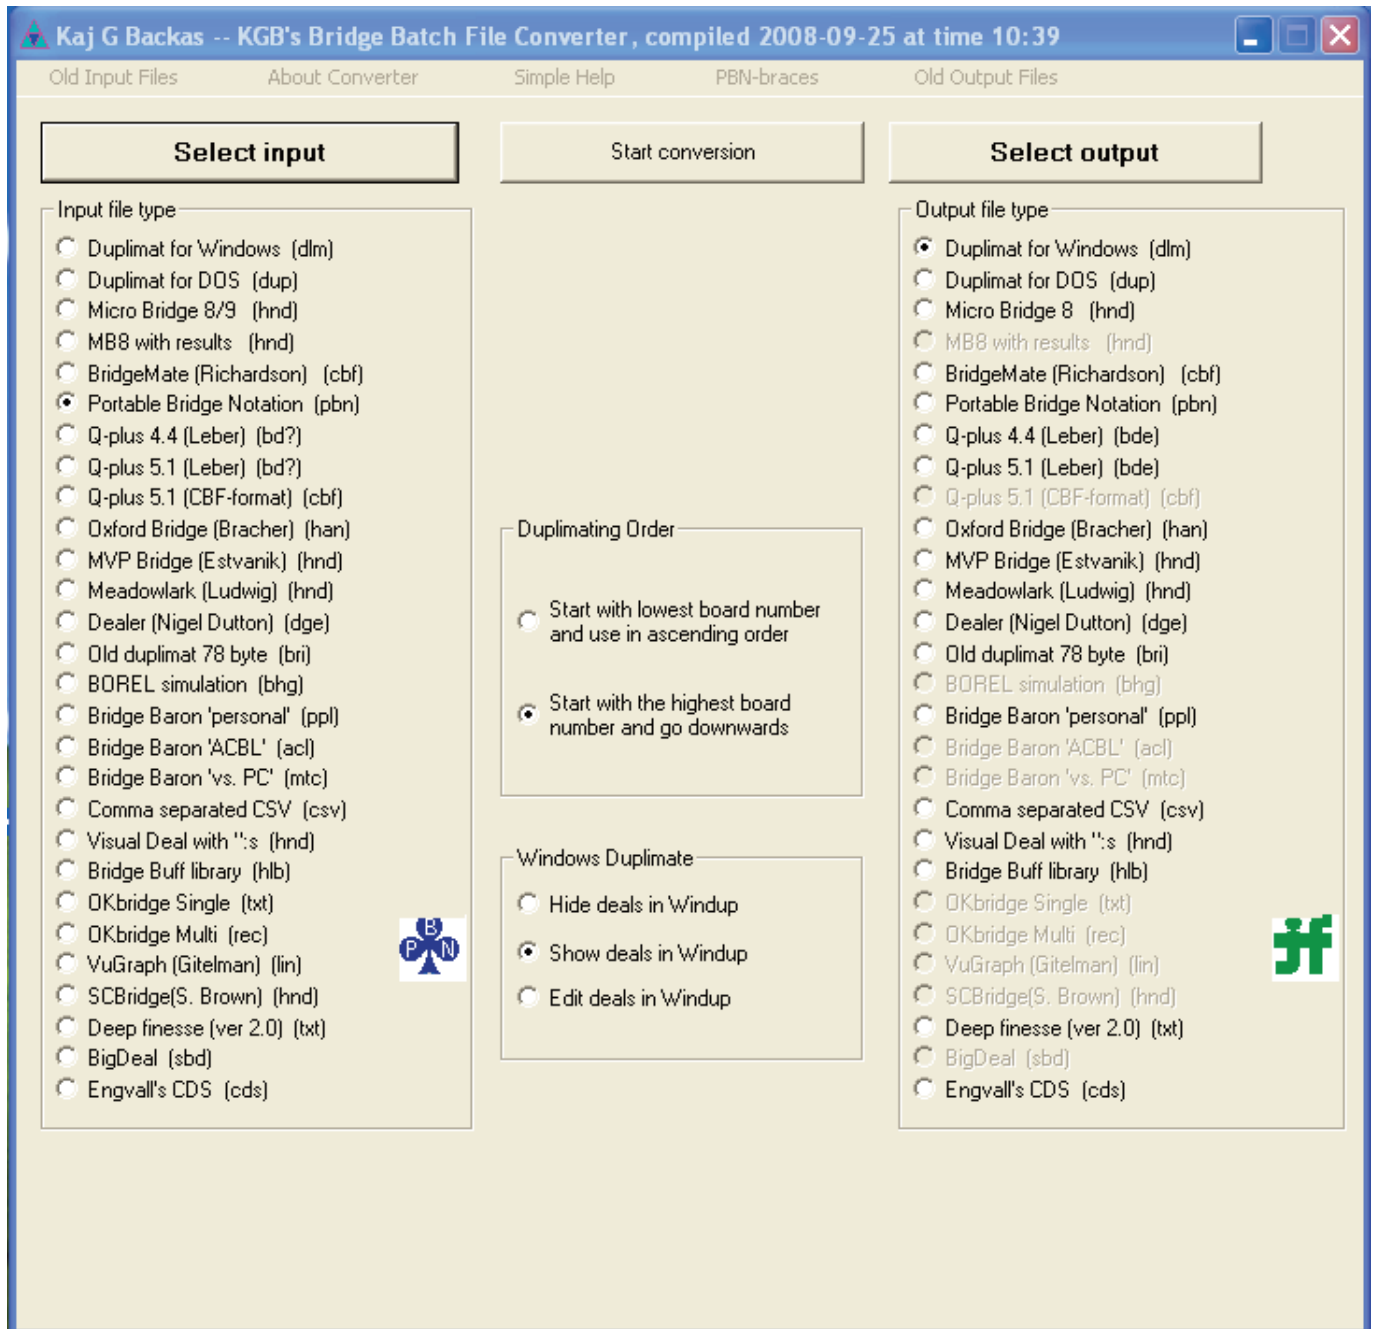 Kaj G Backas -- KGB's Bridge Batch File Converter, compiled 2008-09-25 at time 10:39
Old Input Files About Converter Simple Help PBN-braces Old Output Files
Select input Start conversion Select output
Input file type
Duplimat for Windows (dlm)
Duplimat for DOS (dup)
Micro Bridge 8/9 (hnd)
MB8 with results (hnd)
BridgeMate (Richardson) (cbf)
Portable Bridge Notation (pbn)
Q-plus 4.4 (Leber) (bd?)
Q-plus 5.1 (Leber) (bd?)
Q-plus 5.1 (CBF-format) (cbf)
Oxford Bridge (Bracher) (han)
MVP Bridge (Estvanik) (hnd)
Meadowlark (Ludwig) (hnd)
Dealer (Nigel Dutton) (dge)
Old duplimat 78 byte (bri)
BOREL simulation (bhg)
Bridge Baron 'personal' (ppl)
Bridge Baron 'ACBL' (acl)
Bridge Baron 'vs. PC' (mtc)
Comma separated CSV (csv)
Visual Deal with '':s (hnd)
Bridge Buff library (hlb)
OKbridge Single (txt)
OKbridge Multi (rec)
VuGraph (Gitelman) (lin)
SCBridge(S. Brown) (hnd)
Deep finesse (ver 2.0) (txt)
BigDeal (sbd)
Engvall's CDS (cds)
B
P N
Duplimating Order
Start with lowest board number
and use in ascending order
Start with the highest board
number and go downwards
Windows Duplimate
Hide deals in Windup
Show deals in Windup
Edit deals in Windup
Output file type
Duplimat for Windows (dlm)
Duplimat for DOS (dup)
Micro Bridge 8 (hnd)
MB8 with results (hnd)
BridgeMate (Richardson) (cbf)
Portable Bridge Notation (pbn)
Q-plus 4.4 (Leber) (bde)
Q-plus 5.1 (Leber) (bde)
Q-plus 5.1 (CBF-format) (cbf)
Oxford Bridge (Bracher) (han)
MVP Bridge (Estvanik) (hnd)
Meadowlark (Ludwig) (hnd)
Dealer (Nigel Dutton) (dge)
Old duplimat 78 byte (bri)
BOREL simulation (bhg)
Bridge Baron 'personal' (ppl)
Bridge Baron 'ACBL' (acl)
Bridge Baron 'vs. PC' (mtc)
Comma separated CSV (csv)
Visual Deal with '':s (hnd)
Bridge Buff library (hlb)
OKbridge Single (txt)
OKbridge Multi (rec)
VuGraph (Gitelman) (lin)
SCBridge(S. Brown) (hnd)
Deep finesse (ver 2.0) (txt)
BigDeal (sbd)
Engvall's CDS (cds)
jf